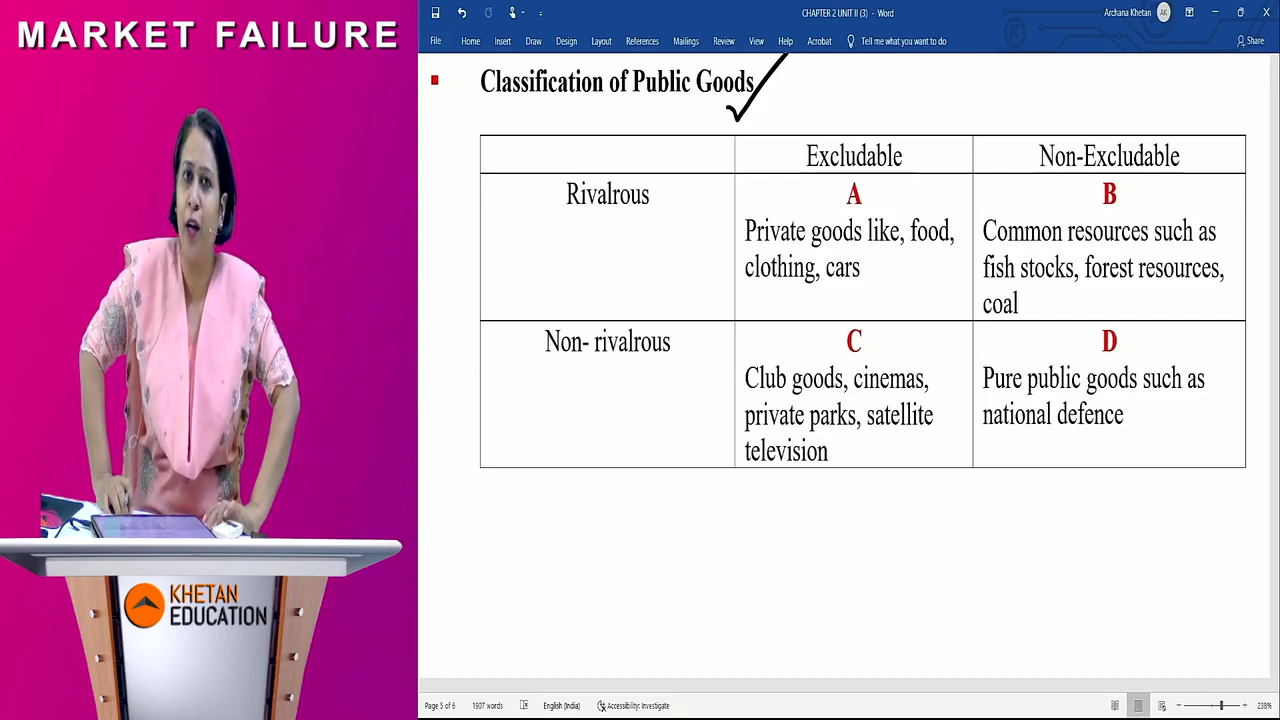 MARKET FAILURE
CHAPTER 2 UNIT II (3) - Word
Archana Khetan
AK
File Home Insert Draw Design Layout References Mailings Review View Help Acrobat Tell me what you want to do
Share
Classification of Public Goods
Excludable Non-Excludable
Rivalrous A B
Private goods like, food, Common resources such as
clothing, cars fish stocks, forest resources,
coal
Non- rivalrous C D
Club goods, cinemas, Pure public goods such as
private parks, satellite national defence
television
KHETAN
EDUCATION
Page 5 of 6 1907 words English (India) Accessibility: Investigate
238%